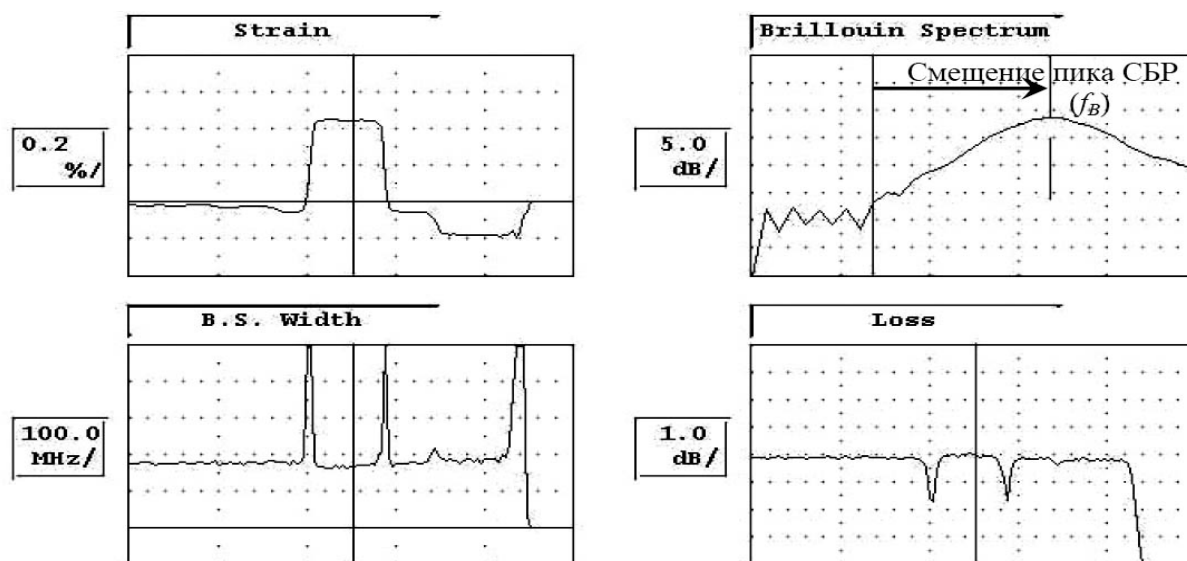 Strain
0.2
%/
Brillouin Spectrum
Смещение пика СБР
(fB)
5.0
dB/
B.S. Width
100.0
MHz/
Loss
1.0
dB/